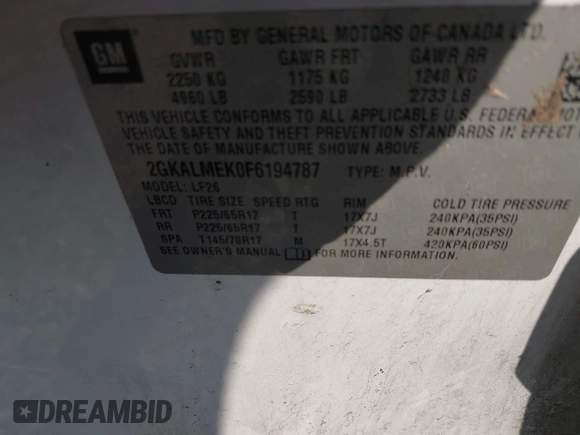 GM
MFD BY GENERAL MOTORS OF CANADA LTD.
GVWR GAWR FRT GAWR RR
2250 KG 1175 KG 1240 KG
4960 LB 2590 LB 2733 LB
THIS VEHICLE CONFORMS TO ALL APPLICABLE U.S. FEDERAL
VEHICLE SAFETY AND THEFT PREVENTION STANDARDS IN EFFECT
THE DATE OF MANUFACTURE SHOWN ABOVE.
2GKALMEK0F6194787 TYPE: M.P.V.
MODEL: LF26
LBCD TIRE SIZE SPEED RTG RIM COLD TIRE PRESSURE
FRT P225/65R17 T 17X7J 240KPA(35PSI)
RR P225/65R17 T 17X7J 240KPA(35PSI)
SPA T145/70R17 M 17X4.5T 420KPA(60PSI)
SEE OWNER'S MANUAL FOR MORE INFORMATION
DREAMBID